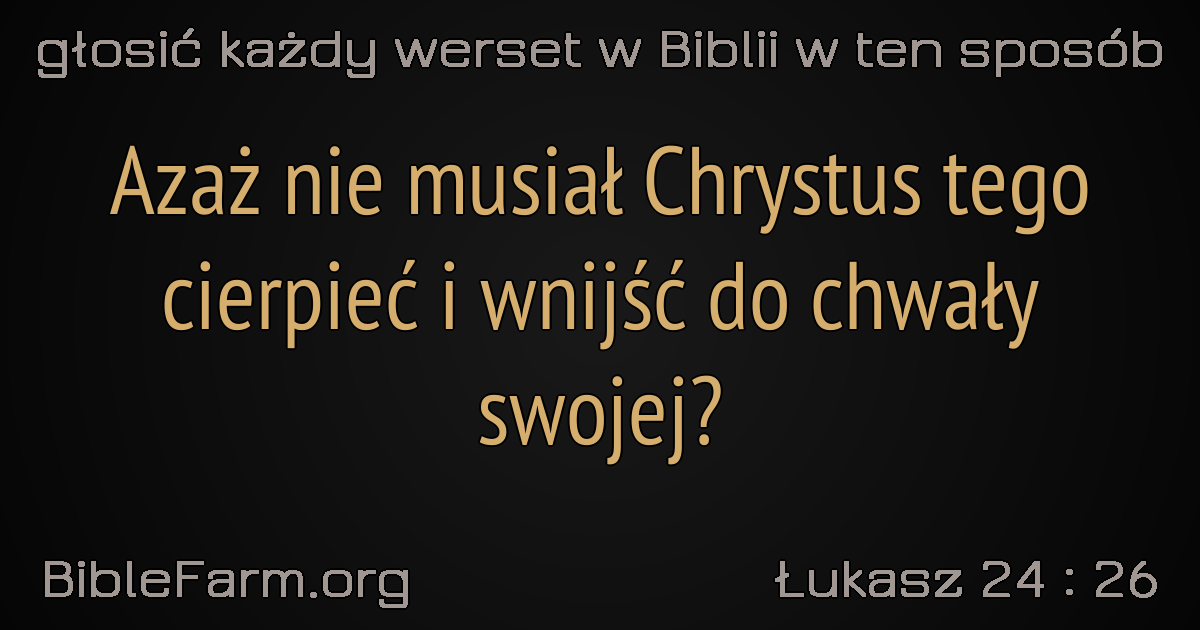 głosić każdy werset w Biblii w ten sposób
Azaż nie musiał Chrystus tego
cierpieć i wnijść do chwały
swojej?
BibleFarm.org
Łukasz 24 : 26